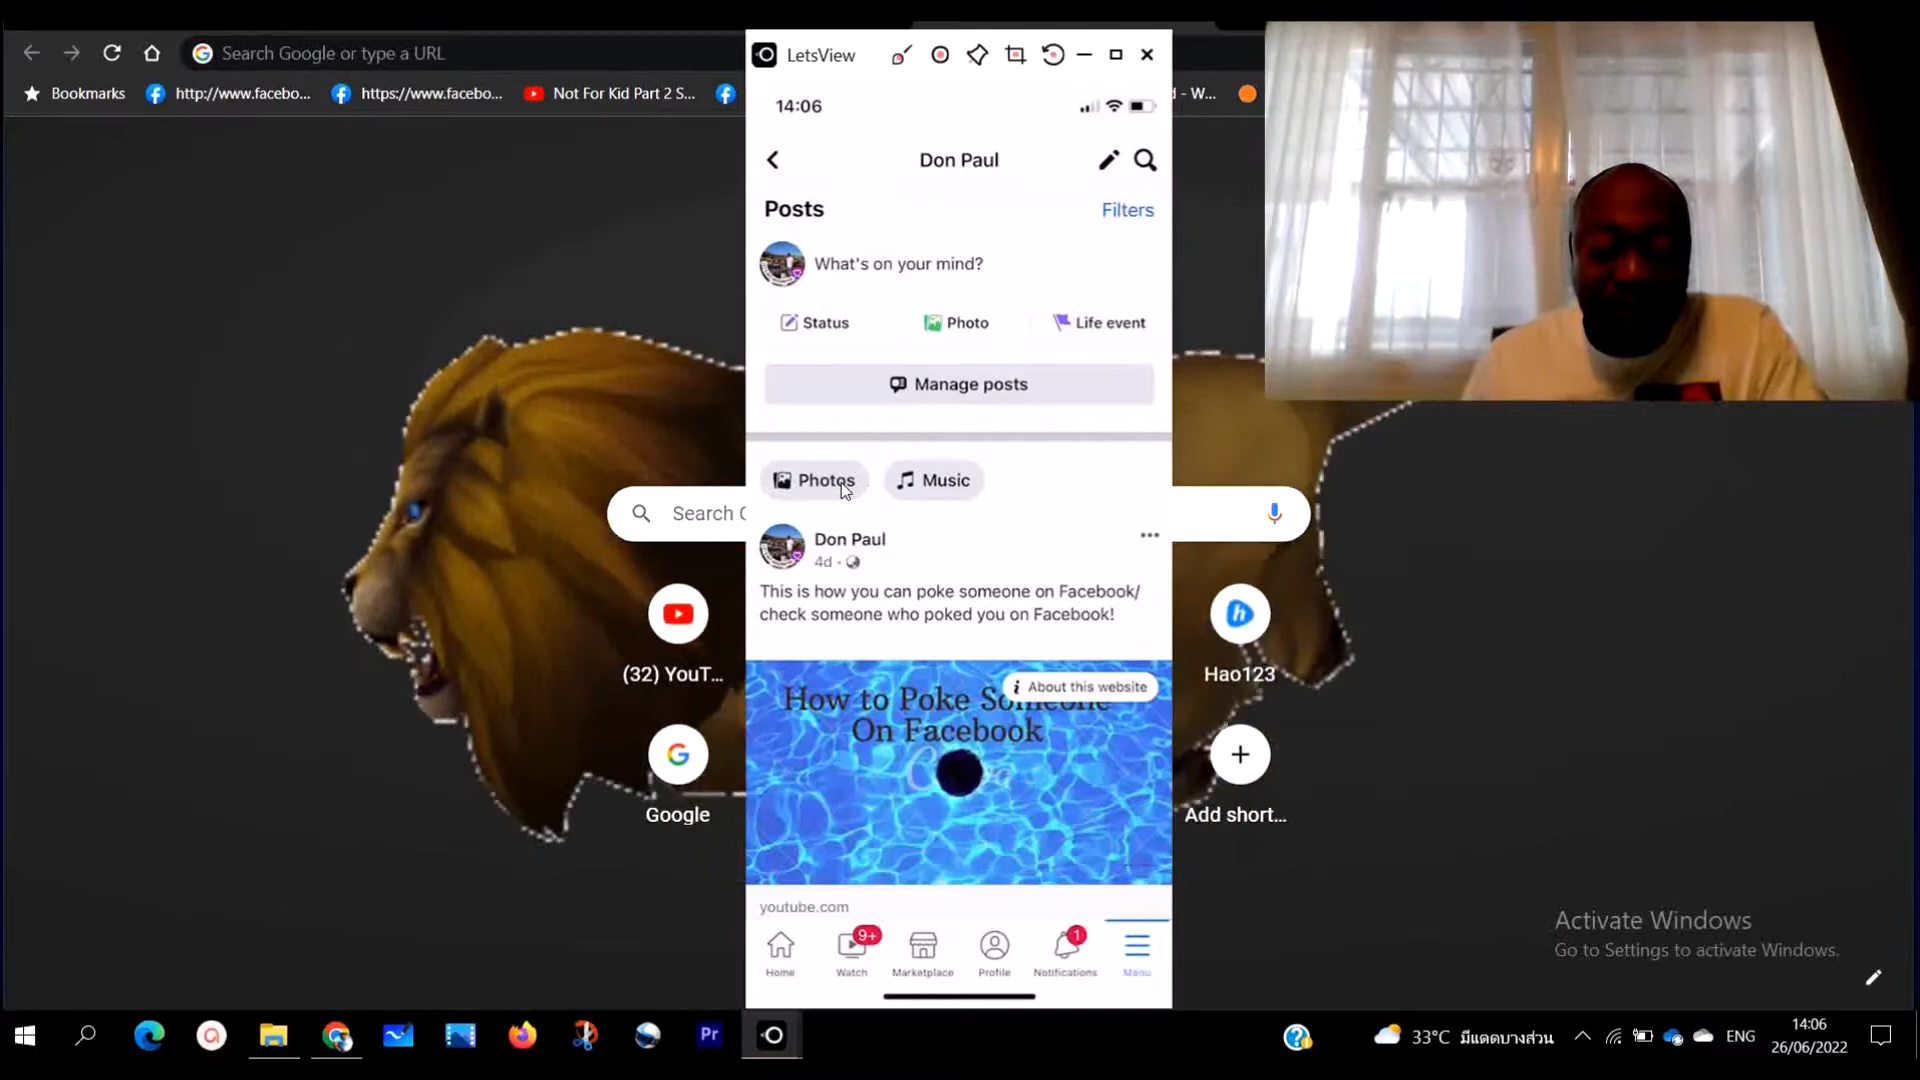 Search Google or type a URL
Bookmarks
http://www.facebo...
https://www.facebo...
Not For Kid Part 2 S...
d - W...
LetsView
14:06
Don Paul
Posts
Filters
What's on your mind?
Status
Photo
Life event
Manage posts
Photos
Music
Search G
Don Paul
4d
This is how you can poke someone on Facebook/
check someone who poked you on Facebook!
How to Poke Someone
On Facebook
About this website
youtube.com
9+
1
Home
Watch
Marketplace
Profile
Notifications
Menu
(32) YouT...
Hao123
Google
Add short...
Activate Windows
Go to Settings to activate Windows.
Pr
33°C มีแดดบางส่วน
ENG
14:06
26/06/2022